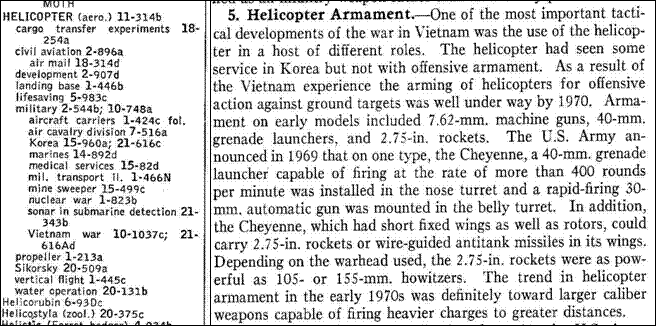 MOTH
HELICOPTER (aero.) 11-314b
cargo transfer experiments 18-
254a
civil aviation 2-896a
air mail 18-314d
development 2-907d
landing base 1-446b
lifesaving 5-983c
military 2-544b; 10-748a
aircraft carriers 1-424c fol.
air cavalry division 7-516a
Korea 15-960a; 21-616c
marines 14-892d
medical services 15-82d
mil. transport il. 1-466N
mine sweeper 15-499c
nuclear war 1-823b
sonar in submarine detection 21-
343b
Vietnam war 10-1037c; 21-
616Ad
propeller 1-213a
Sikorsky 20-509a
vertical flight 1-445c
water operation 20-131b
Helicorubin 6-930c
Helicostyla (zool.) 20-375c
5. Helicopter Armament.—One of the most important tacti-
cal developments of the war in Vietnam was the use of the helicop-
ter in a host of different roles. The helicopter had seen some
service in Korea but not with offensive armament. As a result of
the Vietnam experience the arming of helicopters for offensive
action against ground targets was well under way by 1970. Arma-
ment on early models included 7.62-mm. machine guns, 40-mm.
grenade launchers, and 2.75-in. rockets. The U.S. Army an-
nounced in 1969 that on one type, the Cheyenne, a 40-mm. grenade
launcher capable of firing at the rate of more than 400 rounds
per minute was installed in the nose turret and a rapid-firing 30-
mm. automatic gun was mounted in the belly turret. In addition,
the Cheyenne, which had short fixed wings as well as rotors, could
carry 2.75-in. rockets or wire-guided antitank missiles in its wings.
Depending on the warhead used, the 2.75-in. rockets were as pow-
erful as 105- or 155-mm. howitzers. The trend in helicopter
armament in the early 1970s was definitely toward larger caliber
weapons capable of firing heavier charges to greater distances.